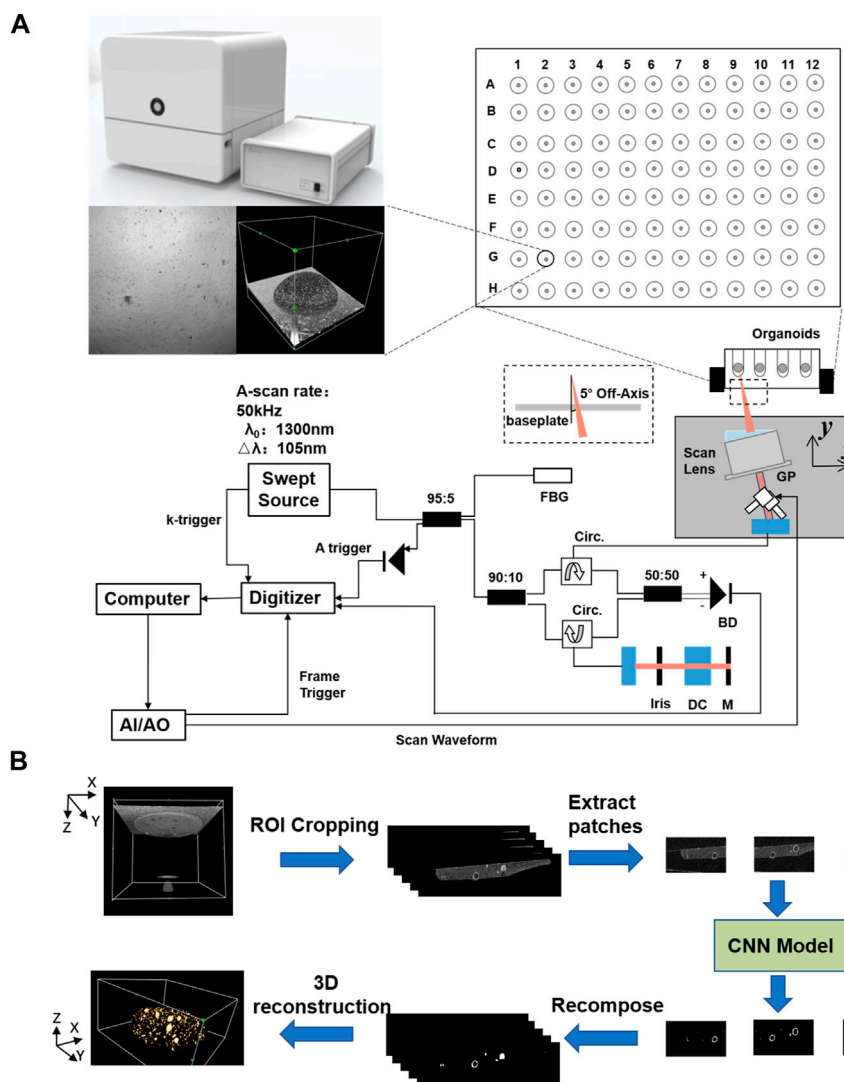 A
1 2 3 4 5 6 7 8 9 10 11 12
A
B
C
D
E
F
G
H
Organoids
5° Off-Axis
baseplate
y
Scan
Lens
GP
A-scan rate：
50kHz
λ0：1300nm
△λ：105nm
Swept
Source
95:5
FBG
k-trigger
A trigger
Circ.
90:10
50:50
+
-
BD
Computer
Digitizer
Circ.
Frame
Trigger
Iris
DC
M
AI/AO
Scan Waveform
B
X
Y
Z
ROI Cropping
Extract
patches
CNN Model
3D
reconstruction
Recompose
Z
X
Y